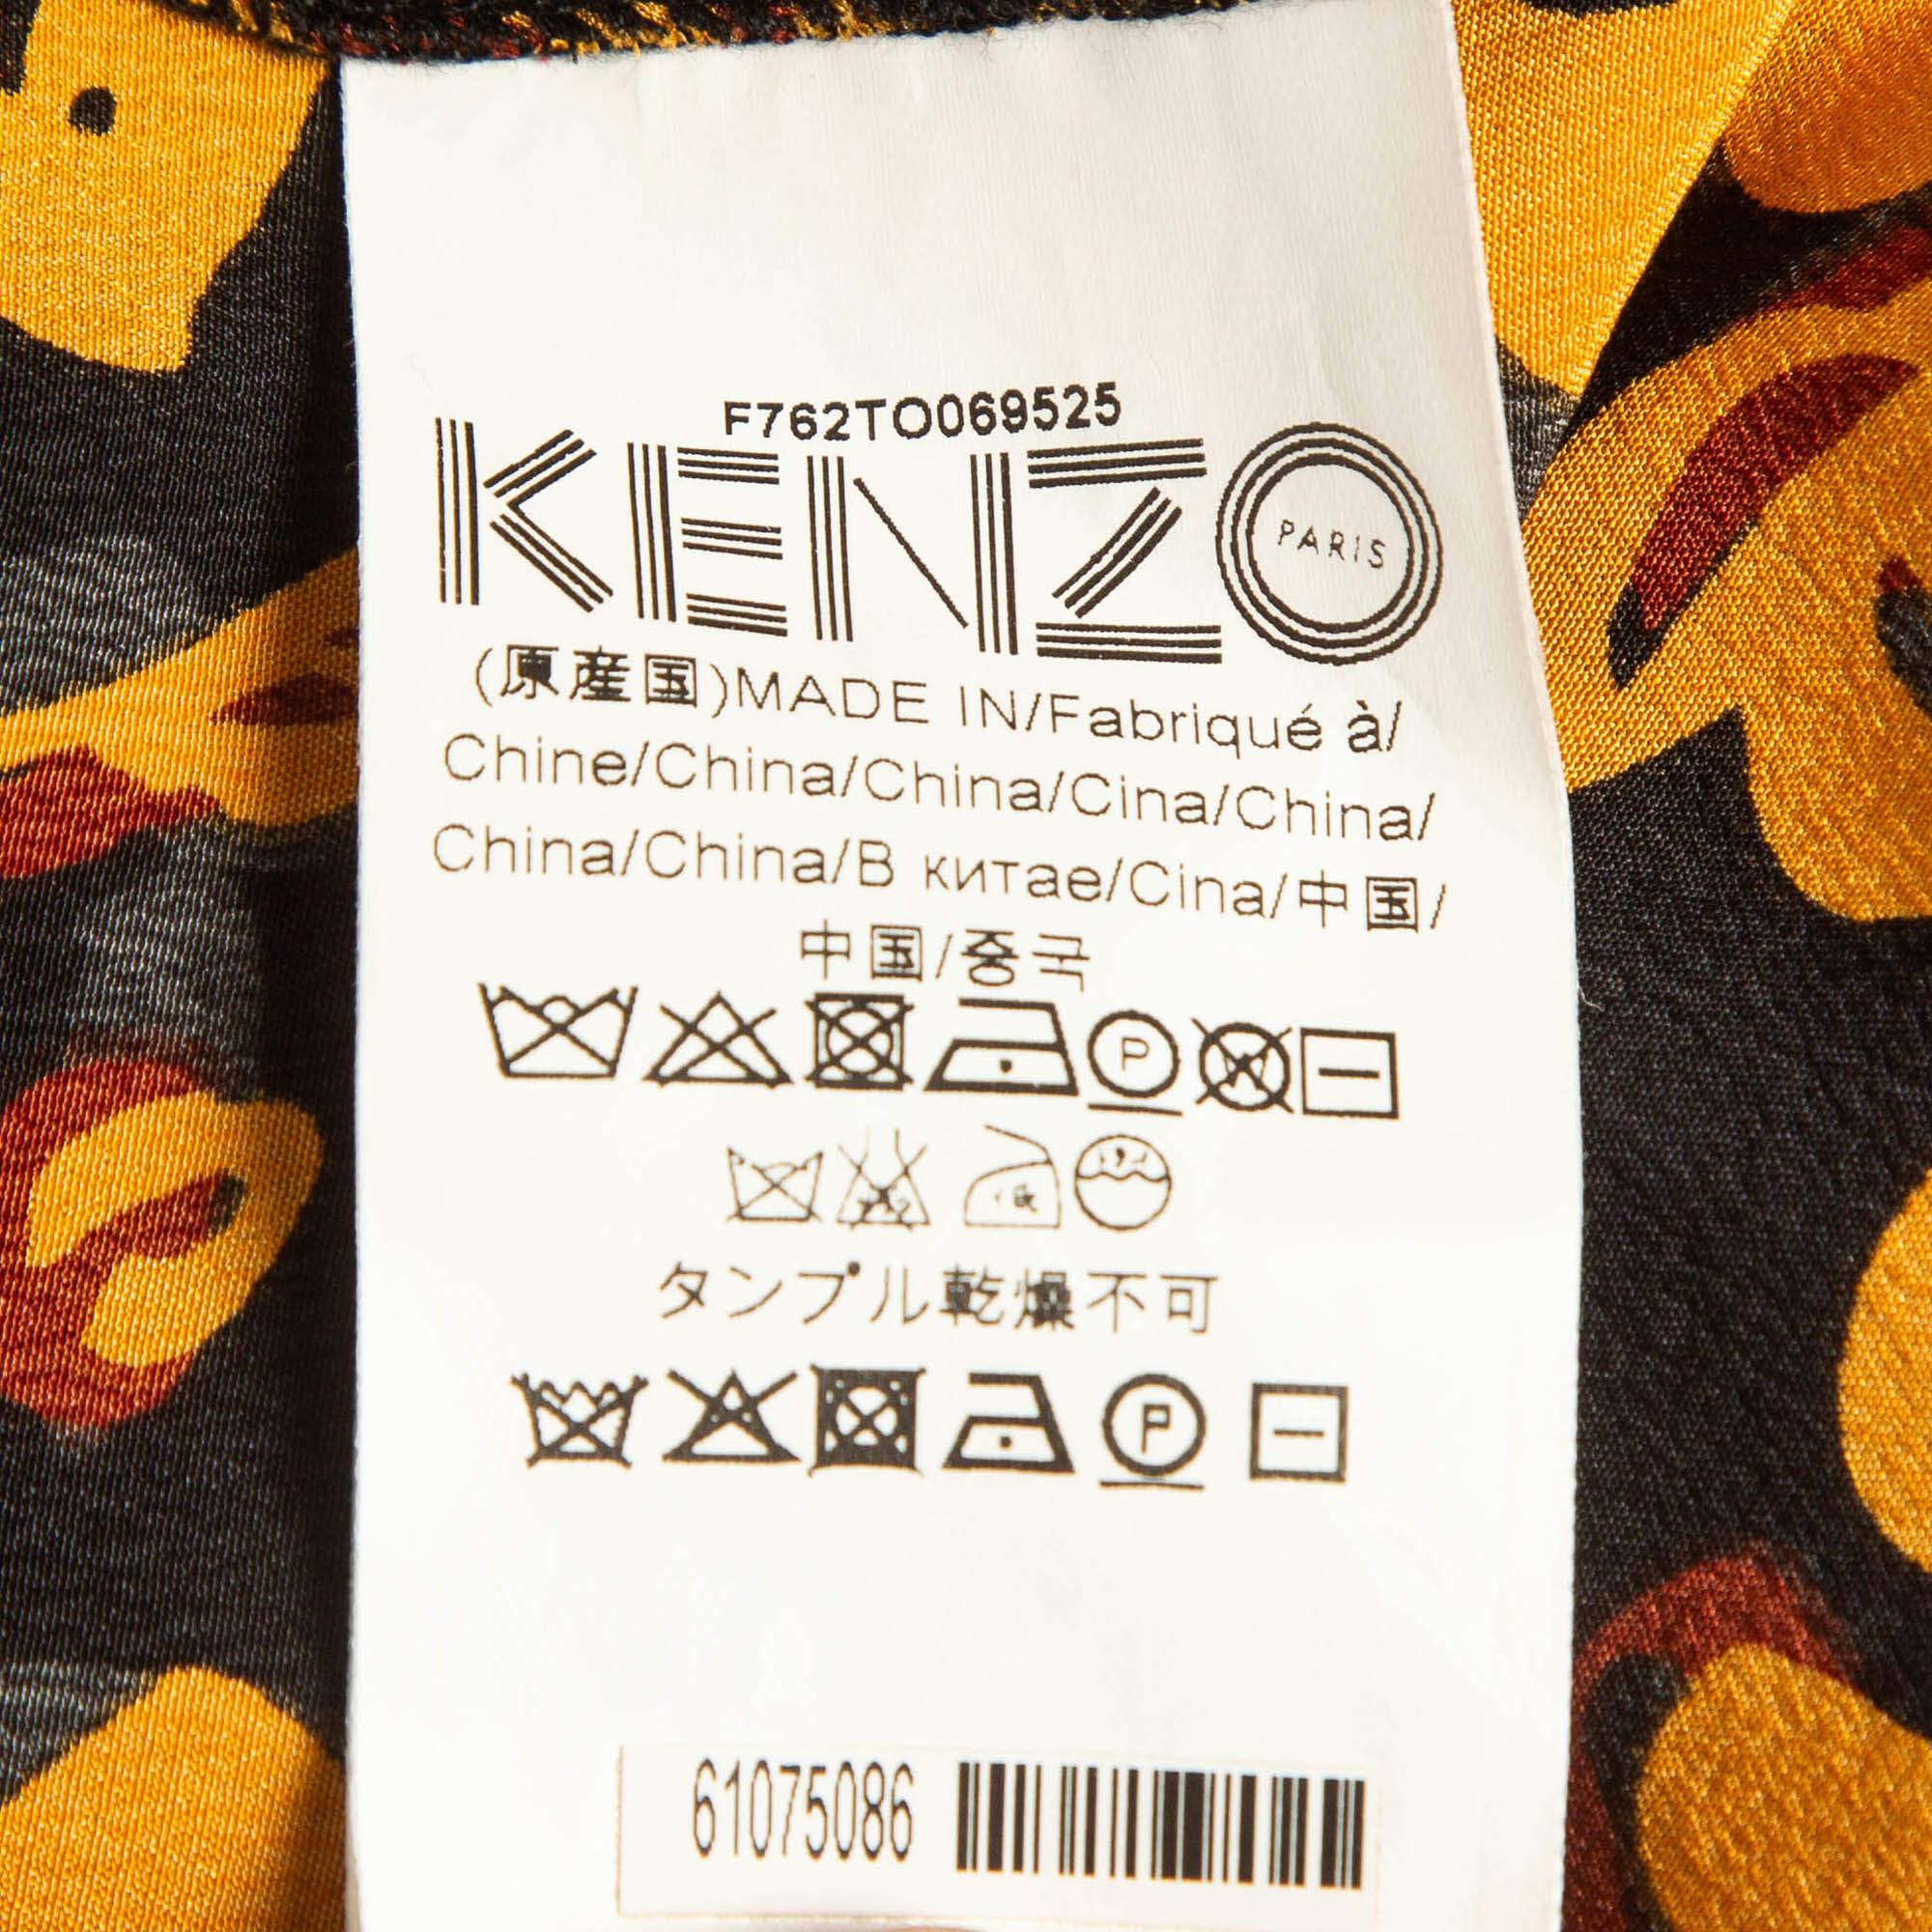 F762TO069525
KENZO PARIS
(原産国)MADE IN/Fabriqué à/
Chine/China/China/Cina/China/
China/China/В китае/Cina/中国/
中国/중국
P W
タンプル乾燥不可
P
61075086